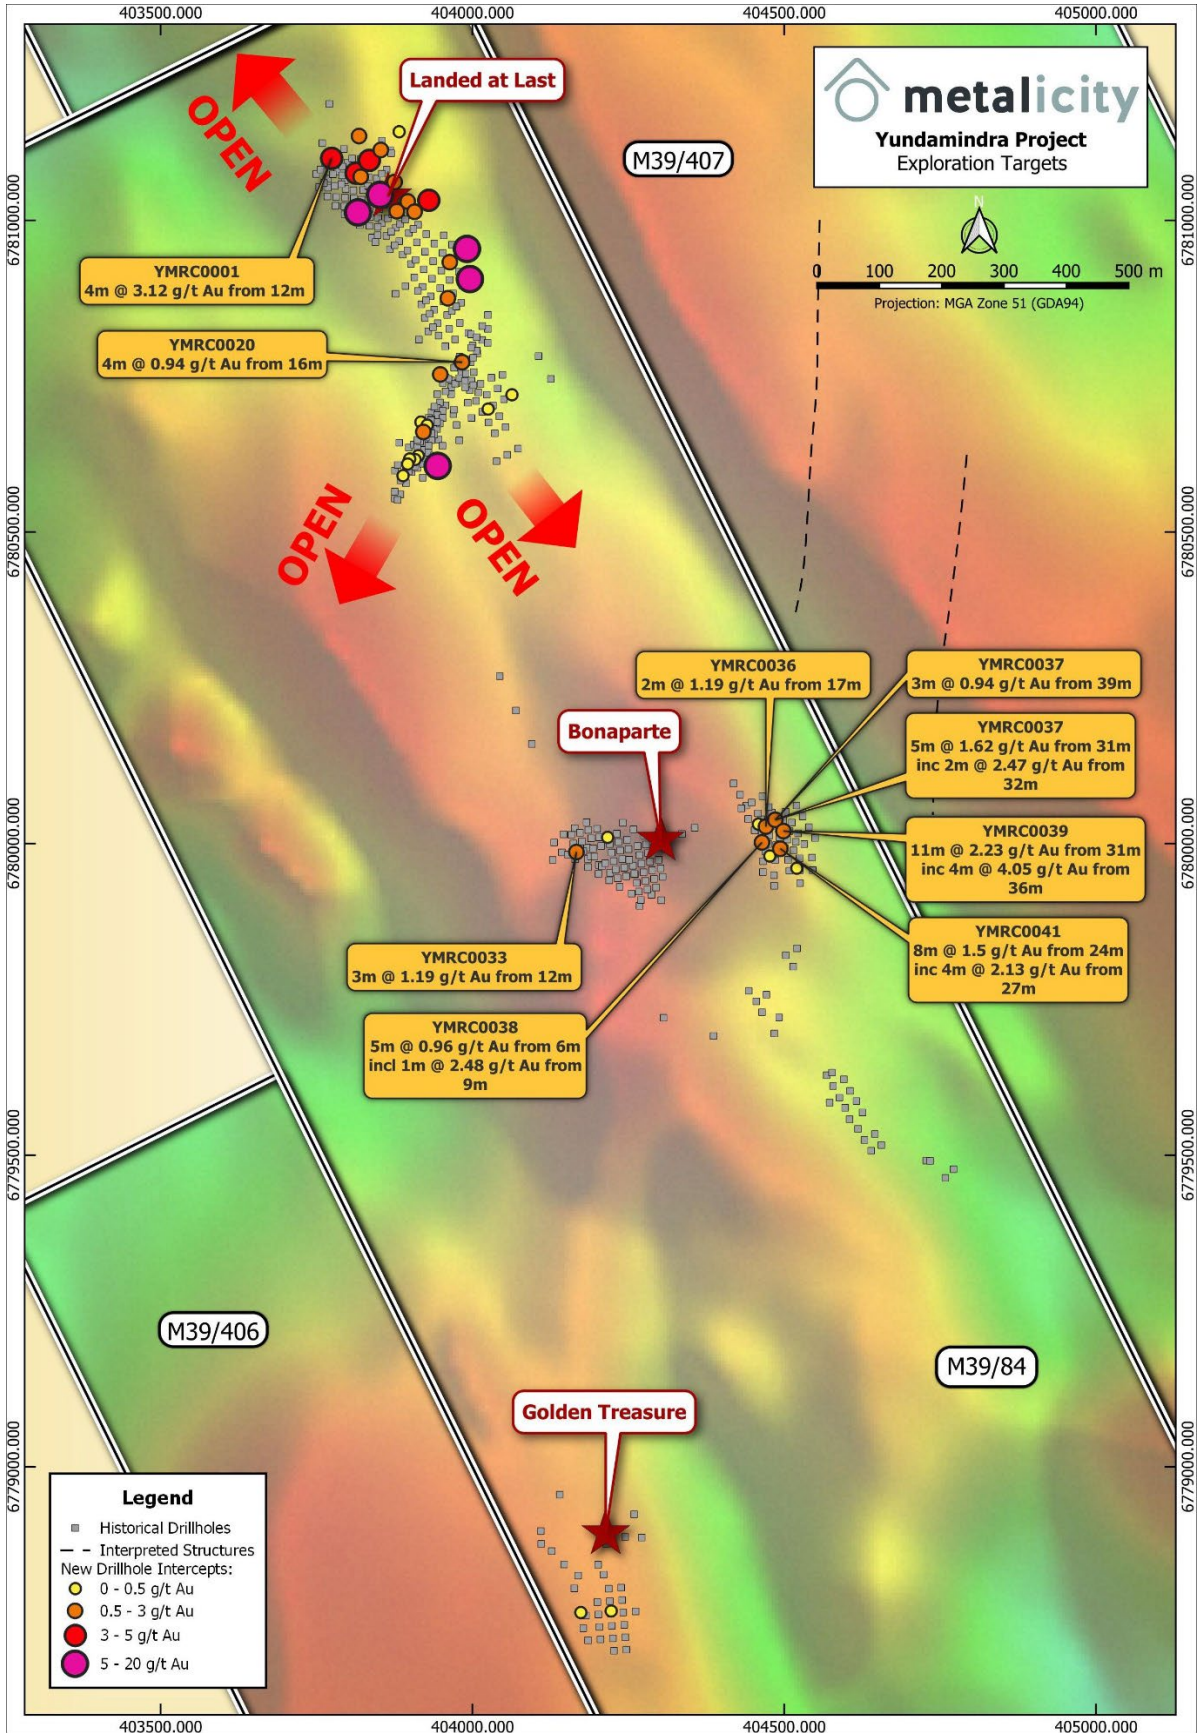 403500.000
404000.000
404500.000
405000.000
metalicity
Yundamindra Project
Exploration Targets
N
0 100 200 300 400 500 m
Projection: MGA Zone 51 (GDA94)
Landed at Last
M39/407
OPEN
6781000.000
6781000.000
YMRC0001
4m @ 3.12 g/t Au from 12m
YMRC0020
4m @ 0.94 g/t Au from 16m
OPEN
OPEN
6780500.000
6780500.000
YMRC0036
2m @ 1.19 g/t Au from 17m
YMRC0037
3m @ 0.94 g/t Au from 39m
Bonaparte
YMRC0037
5m @ 1.62 g/t Au from 31m
inc 2m @ 2.47 g/t Au from
32m
6780000.000
6780000.000
YMRC0039
11m @ 2.23 g/t Au from 31m
inc 4m @ 4.05 g/t Au from
36m
YMRC0033
3m @ 1.19 g/t Au from 12m
YMRC0041
8m @ 1.5 g/t Au from 24m
inc 4m @ 2.13 g/t Au from
27m
YMRC0038
5m @ 0.96 g/t Au from 6m
incl 1m @ 2.48 g/t Au from
9m
6779500.000
6779500.000
M39/406
M39/84
Golden Treasure
6779000.000
6779000.000
Legend
Historical Drillholes
Interpreted Structures
New Drillhole Intercepts:
0 - 0.5 g/t Au
0.5 - 3 g/t Au
3 - 5 g/t Au
5 - 20 g/t Au
403500.000
404000.000
404500.000
405000.000